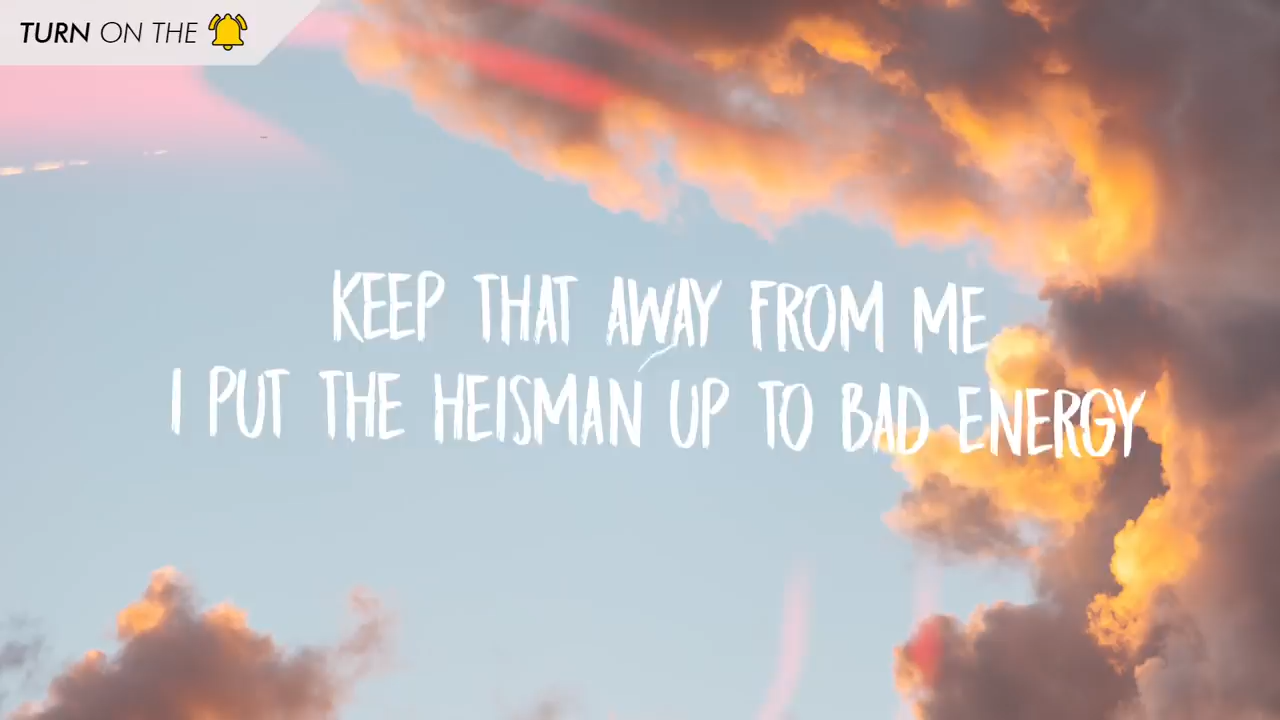 TURN ON THE
KEEP THAT AWAY FROM ME
I PUT THE HEISMAN UP TO BAD ENERGY